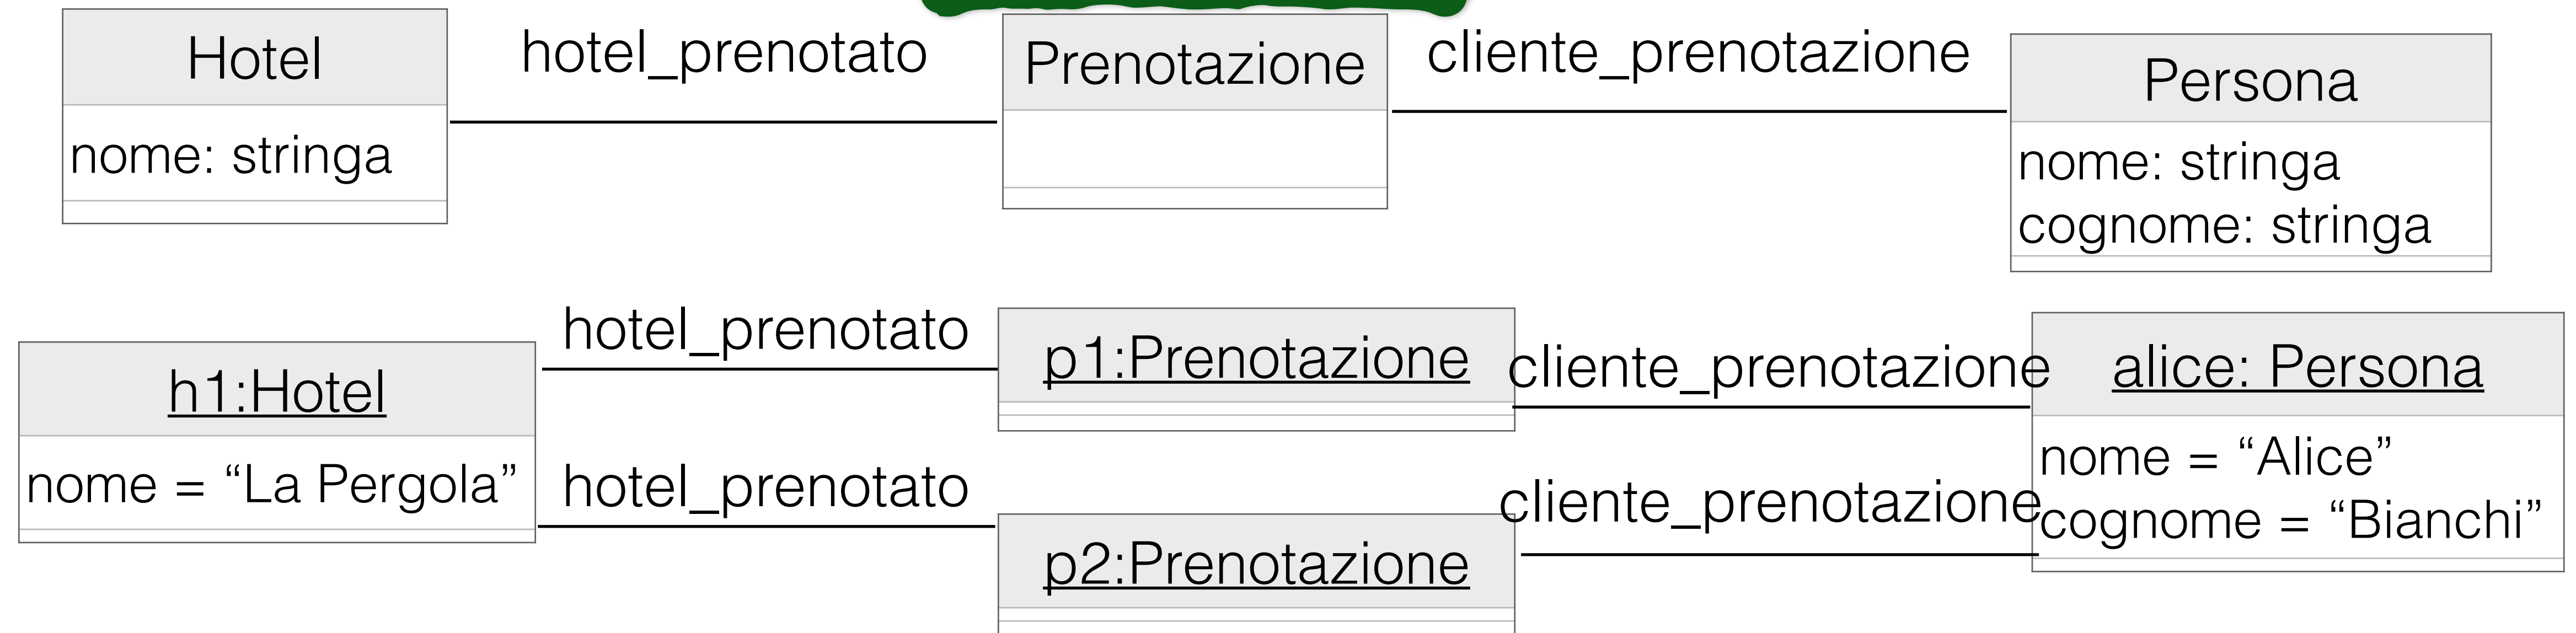 Hotel
hotel_prenotato
Prenotazione
cliente_prenotazione
Persona
nome: stringa
nome: stringa
cognome: stringa
h1:Hotel
nome = “La Pergola”
hotel_prenotato
hotel_prenotato
p1:Prenotazione
p2:Prenotazione
cliente_prenotazione
cliente_prenotazione
alice: Persona
nome = “Alice”
cognome = “Bianchi”